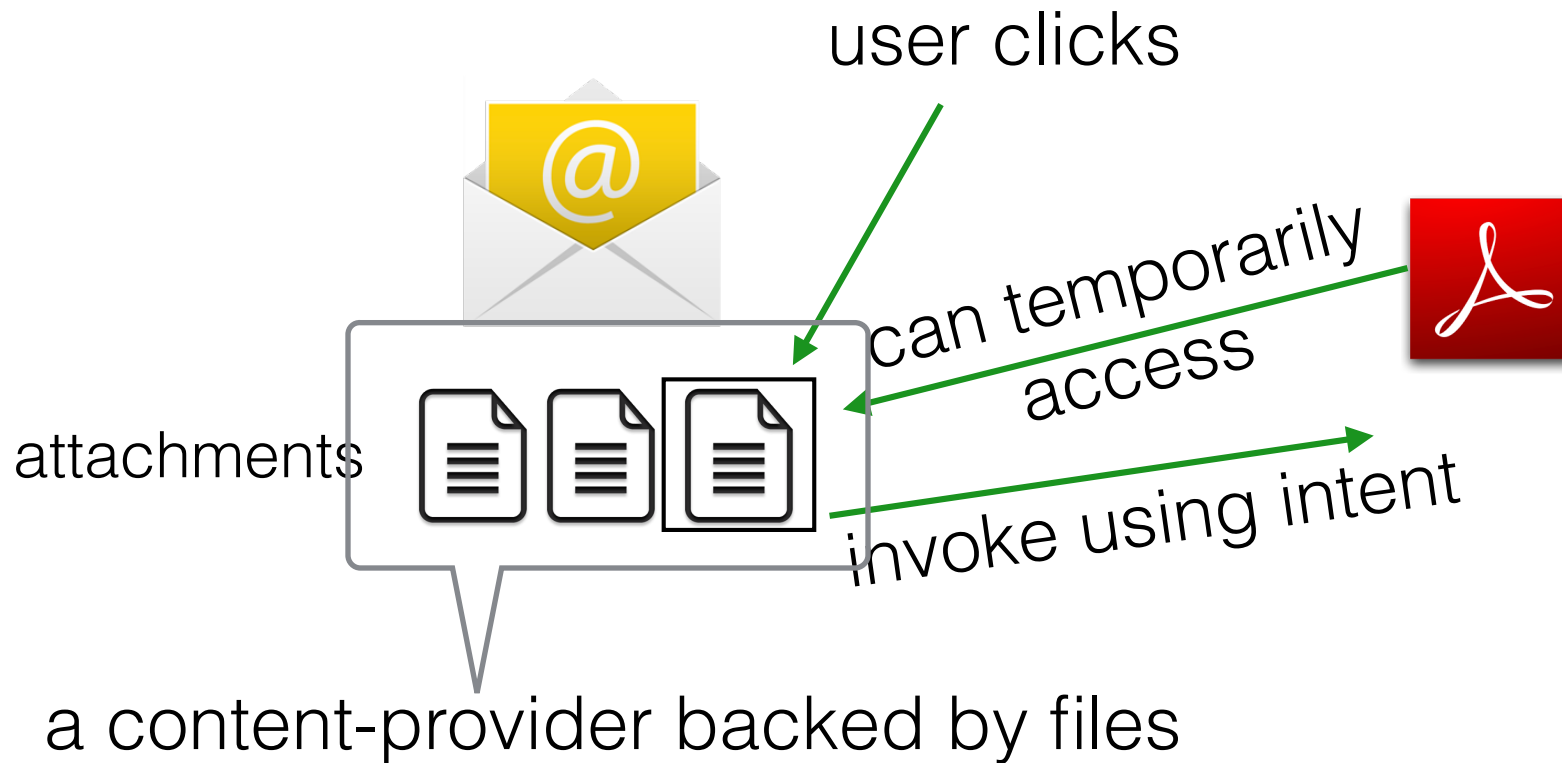 user clicks
@
can temporarily
access
attachments
invoke using intent
a content-provider backed by files